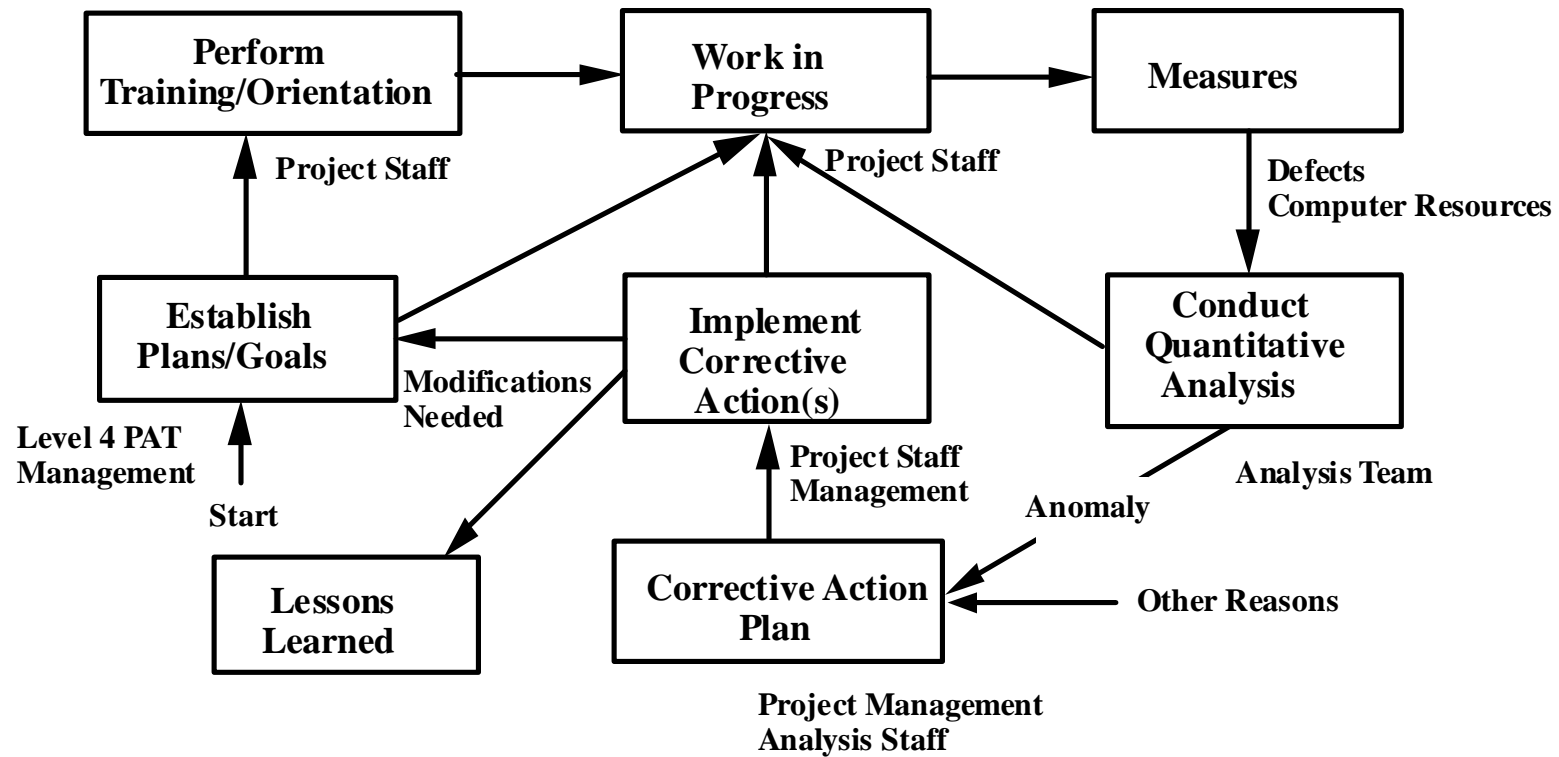 Perform
Training/Orientation
Work in
Progress
Measures
Project Staff
Project Staff
Defects
Computer Resources
Establish
Plans/Goals
Implement
Corrective
Action(s)
Conduct
Quantitative
Analysis
Modifications
Needed
Level 4 PAT
Management
Start
Project Staff
Management
Analysis Team
Anomaly
Lessons
Learned
Corrective Action
Plan
Other Reasons
Project Management
Analysis Staff